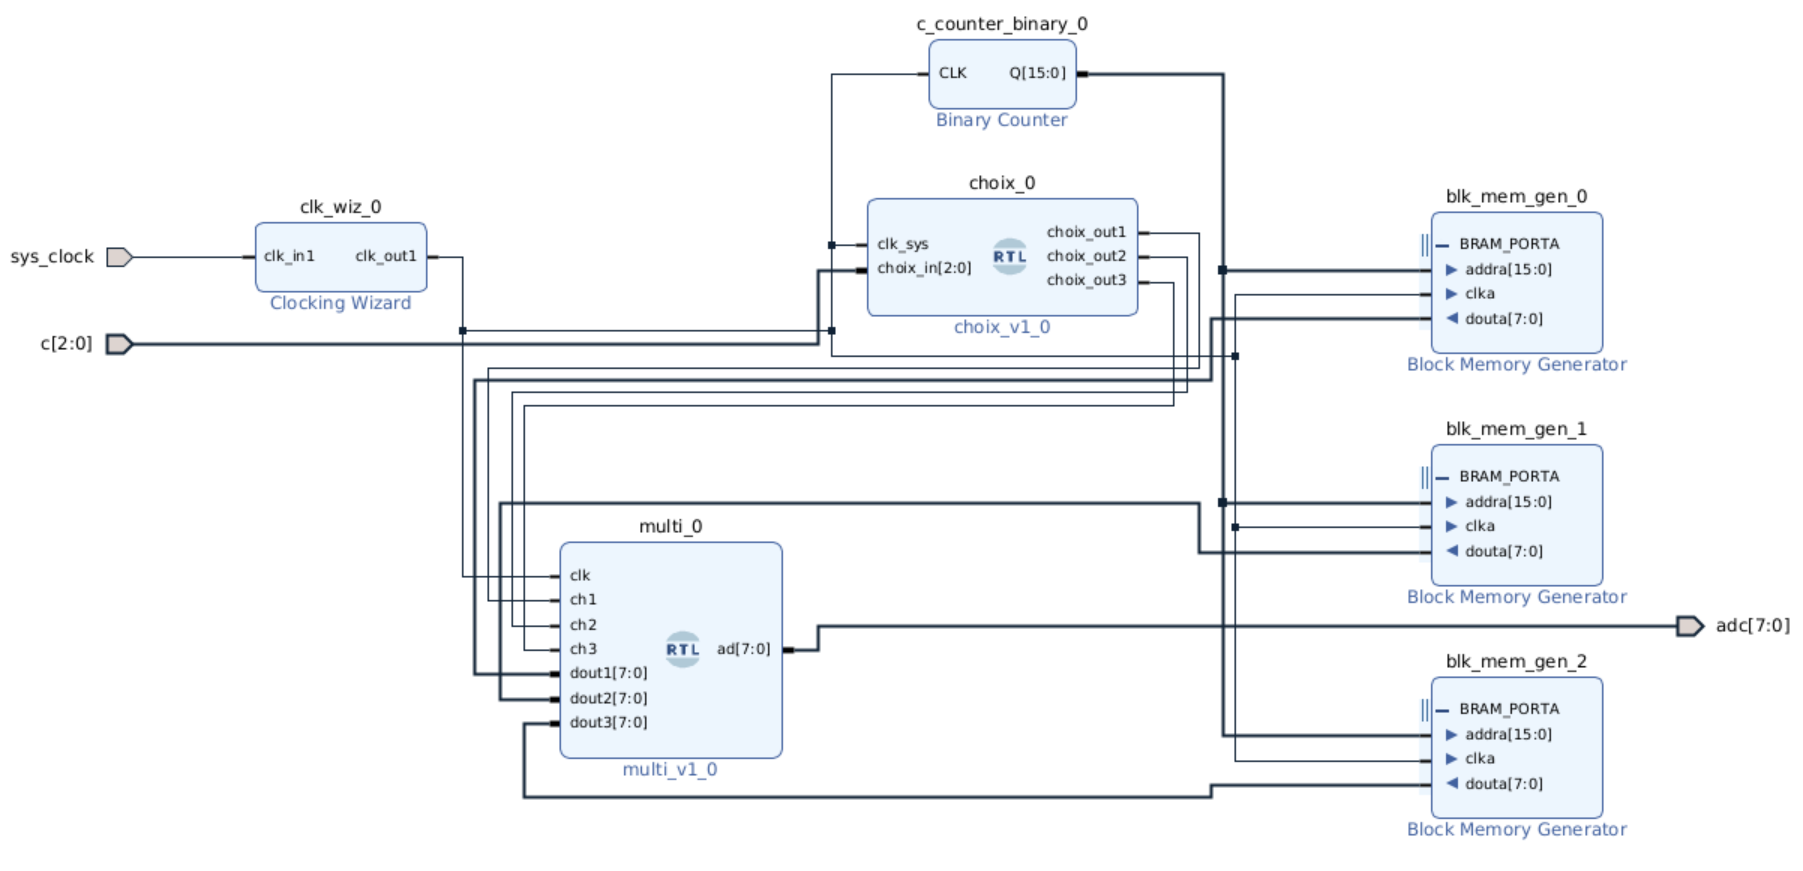 c_counter_binary_0
CLK
Q[15:0]
Binary Counter
choix_0
clk_sys
choix_in[2:0]
RTL
choix_out1
choix_out2
choix_out3
choix_v1_0
clk_wiz_0
sys_clock
clk_in1
clk_out1
Clocking Wizard
c[2:0]
blk_mem_gen_0
BRAM_PORTA
addra[15:0]
clka
douta[7:0]
Block Memory Generator
blk_mem_gen_1
BRAM_PORTA
addra[15:0]
clka
douta[7:0]
Block Memory Generator
multi_0
clk
ch1
ch2
ch3
dout1[7:0]
dout2[7:0]
dout3[7:0]
RTL
ad[7:0]
multi_v1_0
adc[7:0]
blk_mem_gen_2
BRAM_PORTA
addra[15:0]
clka
douta[7:0]
Block Memory Generator